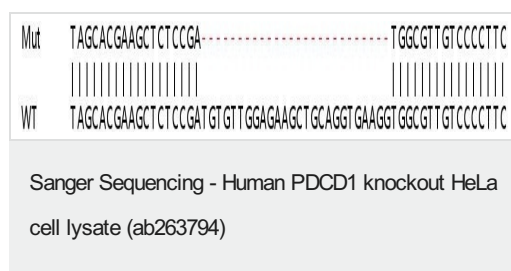 Mut TAGCACGAAGCTCTCCGA--------------------------TGGCGTTGTCCCCTTC
WT TAGCACGAAGCTCTCCGATGTGTTGGAGAAGCTGCAGGTGAAGGTGGCGTTGTCCCCTTC
Sanger Sequencing - Human PDCD1 knockout HeLa
cell lysate (ab263794)